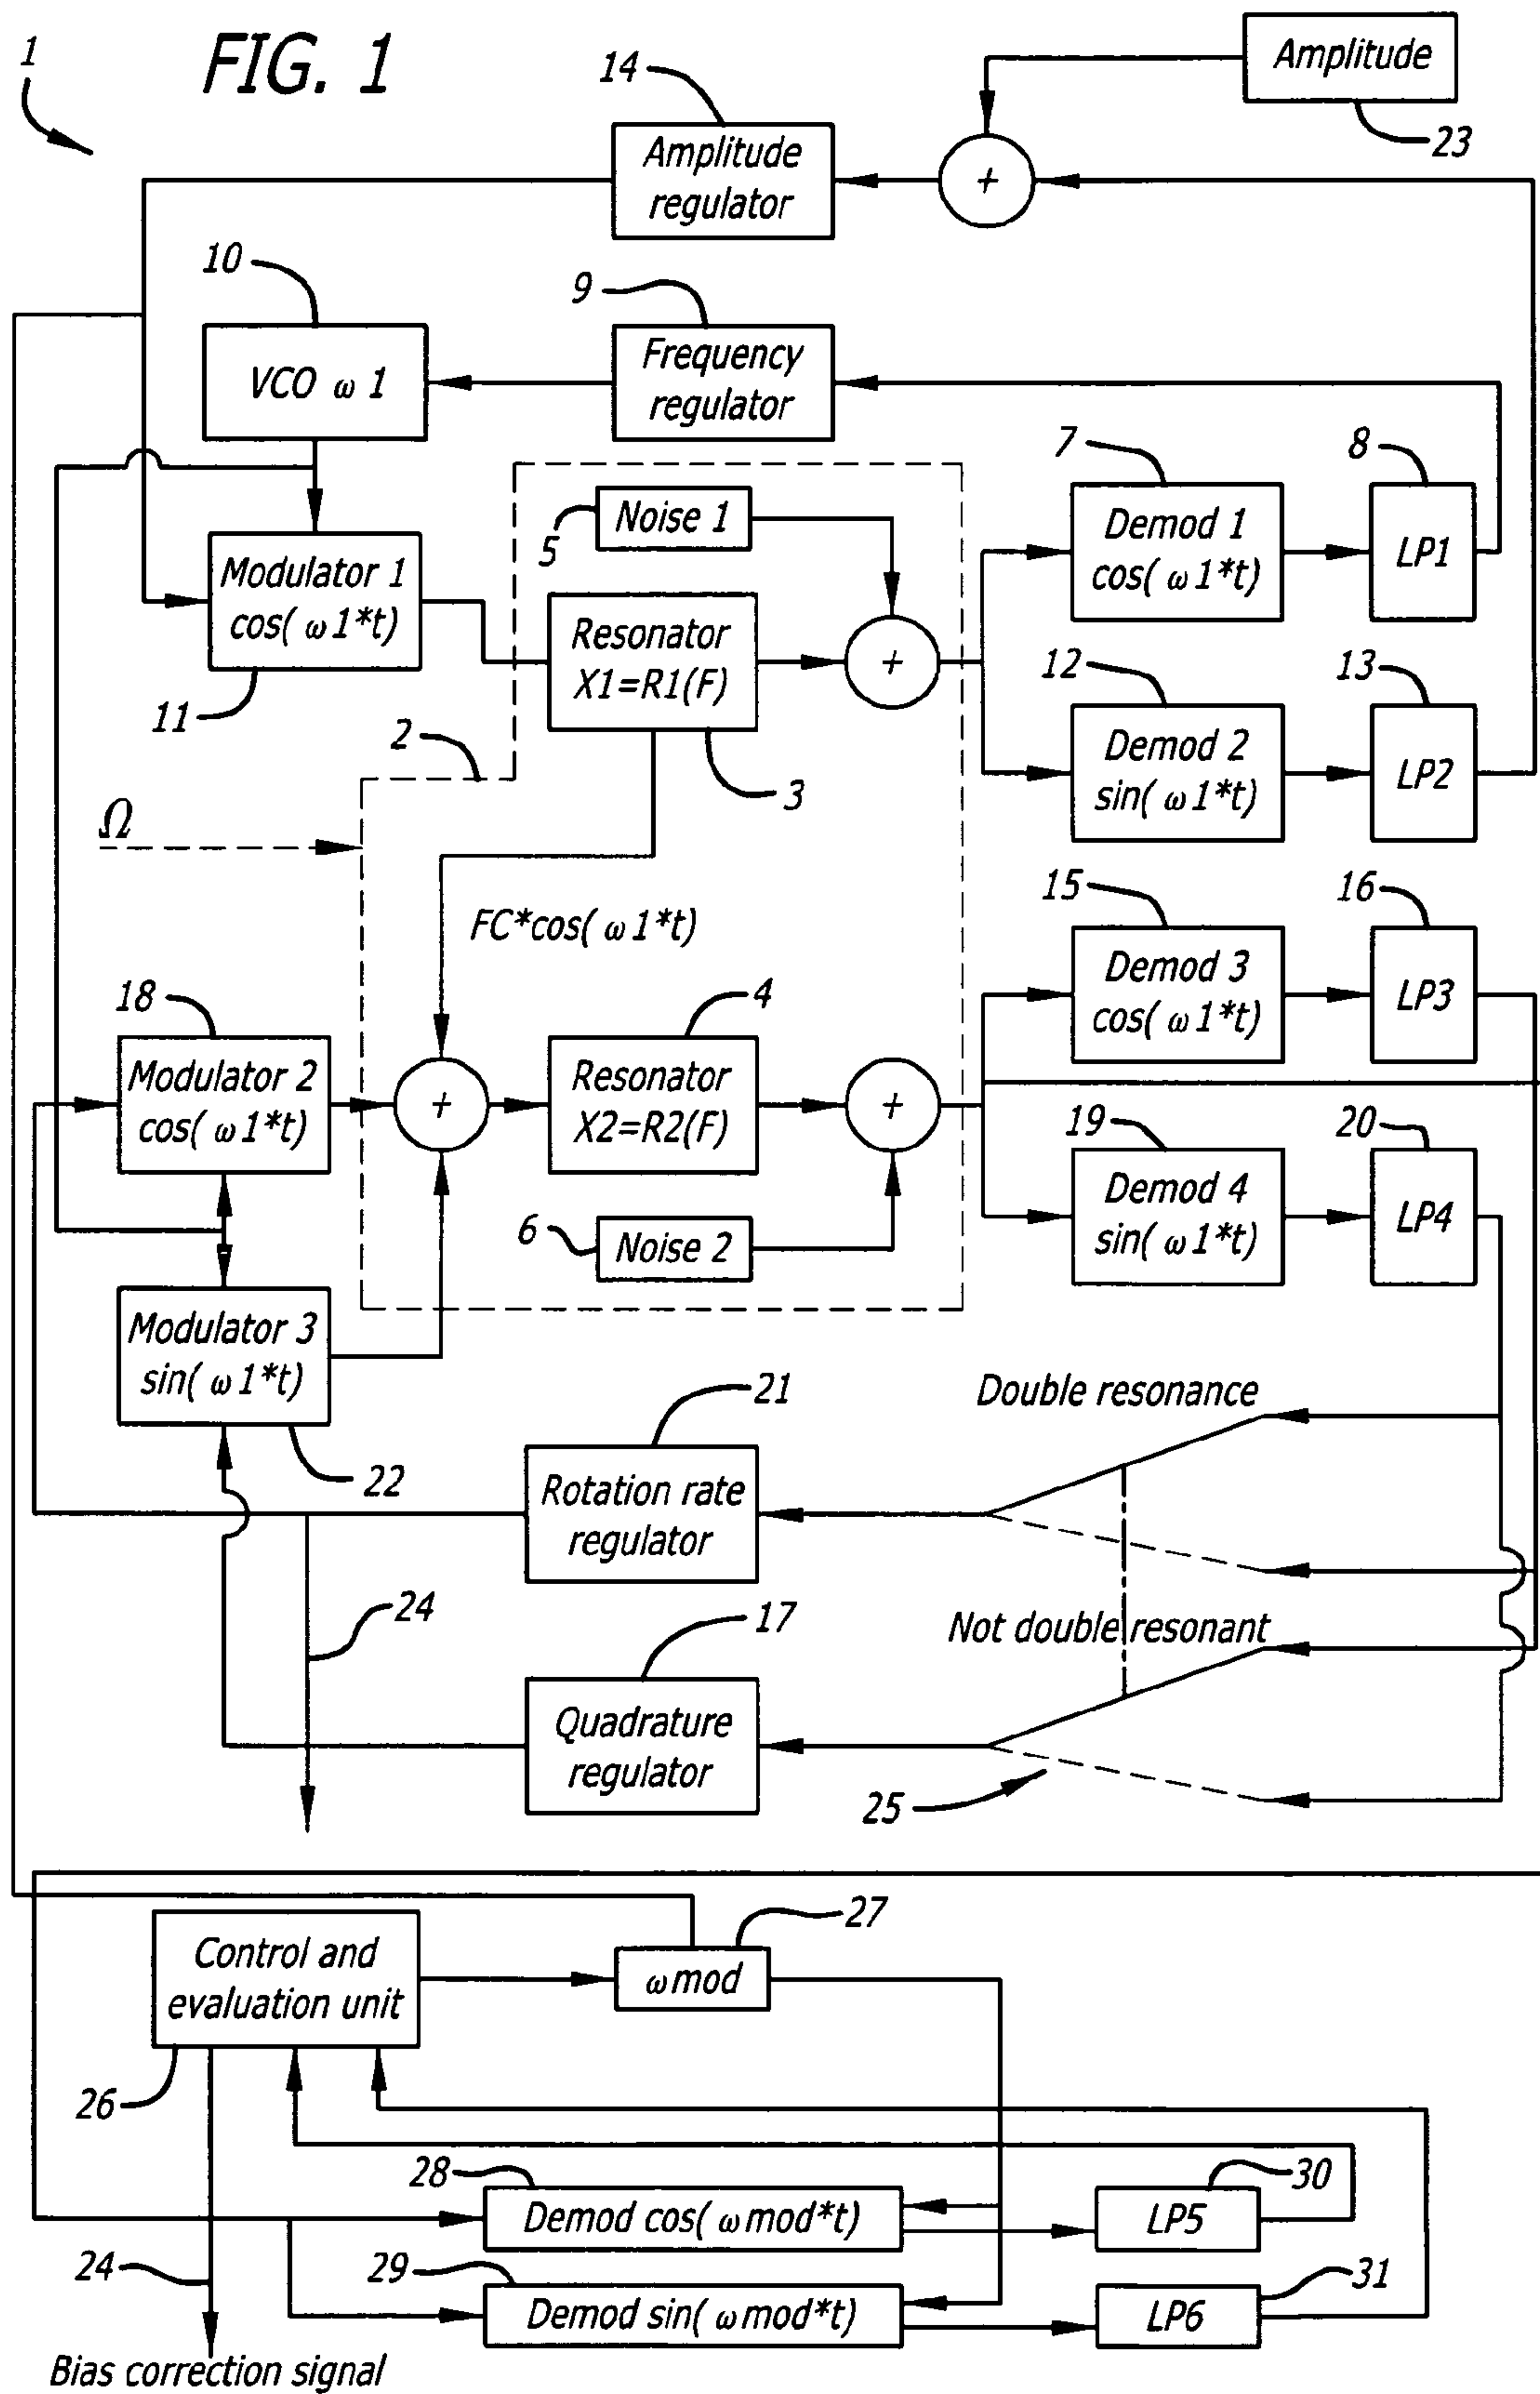 FIG. 1
1
14
Amplitude
23
Amplitude
regulator
+
10
9
VCO ω 1
Frequency
regulator
7
8
5
Noise 1
Demod 1
cos( ω 1*t)
LP1
Modulator 1
cos( ω 1*t)
Resonator
X1=R1(F)
+
11
2
3
12
13
Demod 2
sin( ω 1*t)
LP2
Ω
FC*cos( ω 1*t)
15
16
Demod 3
cos( ω 1*t)
LP3
18
4
Modulator 2
cos( ω 1*t)
+
Resonator
X2=R2(F)
+
19
20
6
Noise 2
Demod 4
sin( ω 1*t)
LP4
Modulator 3
sin( ω 1*t)
22
21
Double resonance
Rotation rate
regulator
24
17
Not double resonant
Quadrature
regulator
25
27
Control and
evaluation unit
ω mod
26
28
30
Demod cos( ω mod*t)
LP5
24
29
31
Demod sin( ω mod*t)
LP6
Bias correction signal